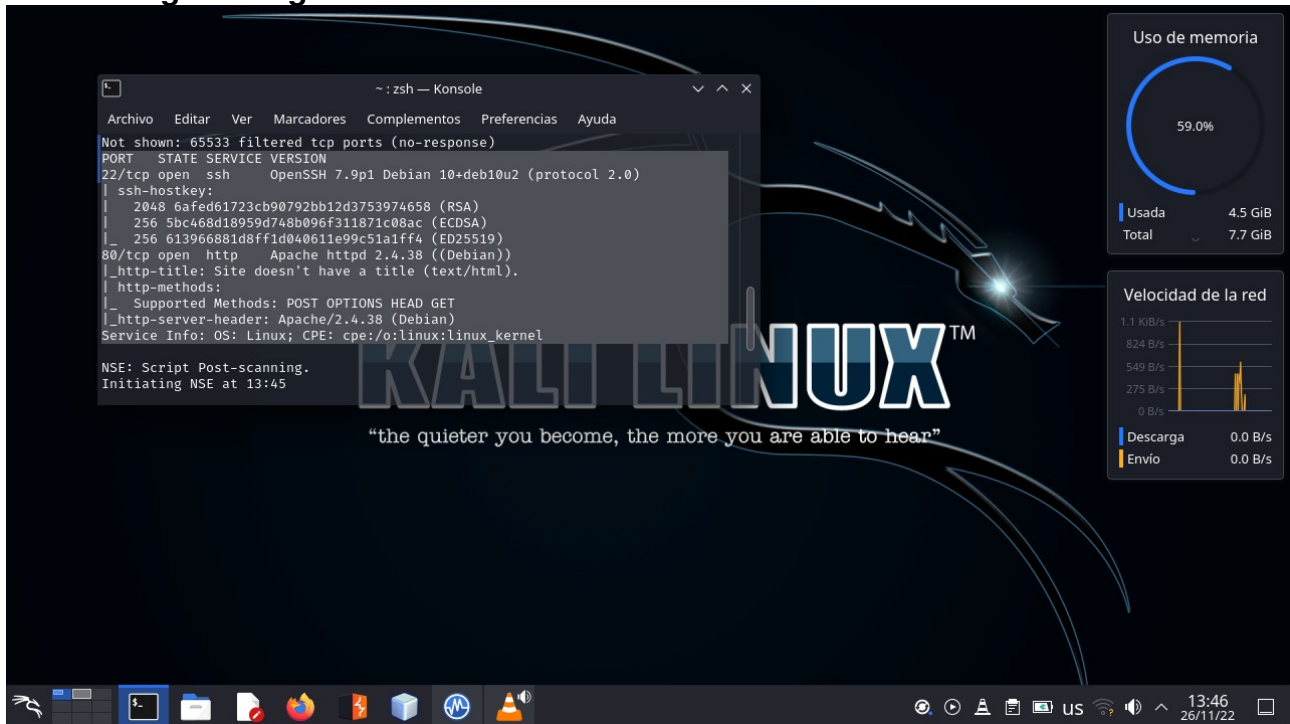 ~ : zsh — Konsole
Archivo Editar Ver Marcadores Complementos Preferencias Ayuda
Not shown: 65533 filtered tcp ports (no-response)
PORT   STATE SERVICE VERSION
22/tcp open  ssh     OpenSSH 7.9p1 Debian 10+deb10u2 (protocol 2.0)
| ssh-hostkey:
|   2048 6afed61723cb90792bb12d3753974658 (RSA)
|   256 5bc468d18959d748b096f311871c08ac (ECDSA)
|_  256 613966881d8ff1d040611e99c51a1ff4 (ED25519)
80/tcp open  http    Apache httpd 2.4.38 ((Debian))
|_http-title: Site doesn't have a title (text/html).
| http-methods:
|_  Supported Methods: POST OPTIONS HEAD GET
|_http-server-header: Apache/2.4.38 (Debian)
Service Info: OS: Linux; CPE: cpe:/o:linux:linux_kernel
NSE: Script Post-scanning.
Initiating NSE at 13:45
KALI LINUX™
“the quieter you become, the more you are able to hear”
Uso de memoria
59.0%
Usada 4.5 GiB
Total 7.7 GiB
Velocidad de la red
1.1 KiB/s
824 B/s
549 B/s
275 B/s
0 B/s
Descarga 0.0 B/s
Envío 0.0 B/s
US
13:46
26/11/22